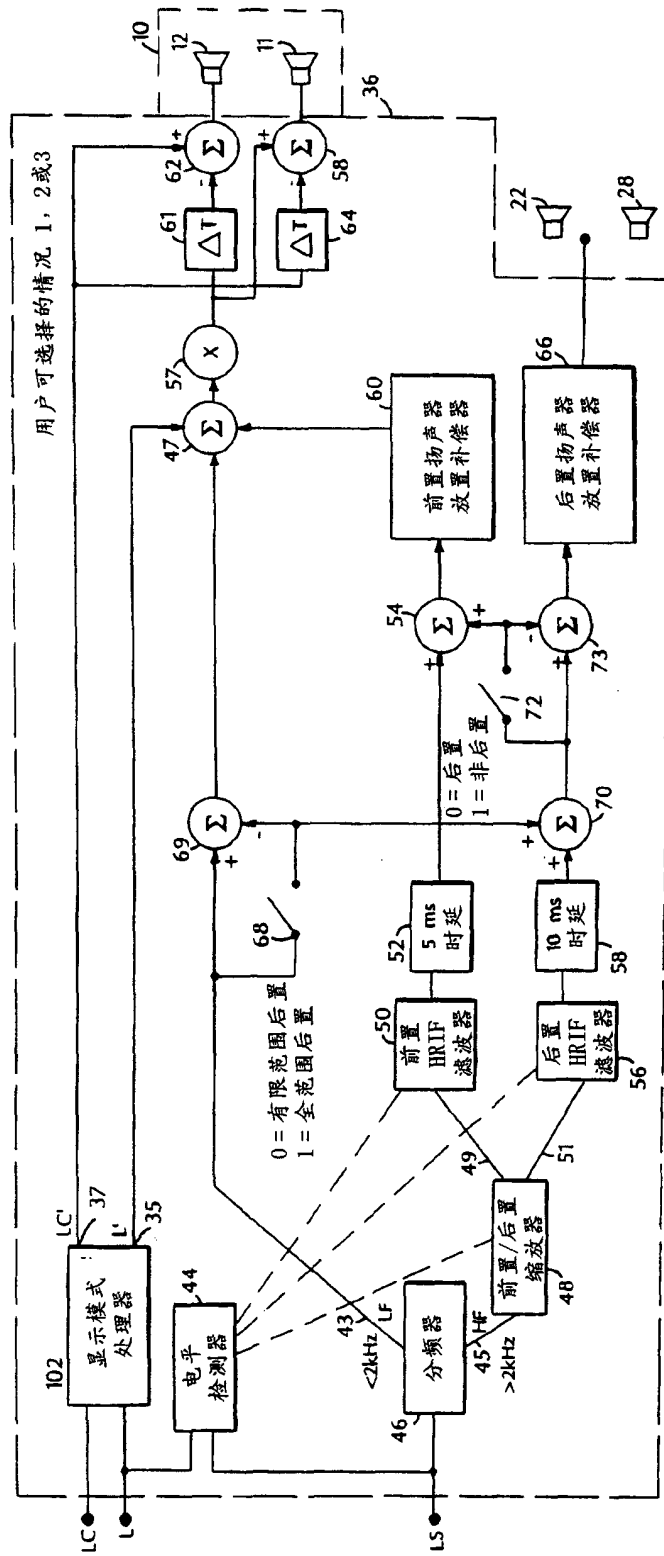 用户可选择的情况 1, 2或3
10
12
11
36
62
Σ
+
-
Σ
58
+
-
61
ΔT
ΔT
64
X
57
Σ
47
22
28
60
前置扬声器
放置补偿器
66
后置扬声器
放置补偿器
54
Σ
+
+
Σ
73
-
+
72
0=后置
1=非后置
69
Σ
+
-
68
0=有限范围后置
1=全范围后置
Σ
70
+
+
52
5 ms
时延
10 ms
时延
58
50
前置
HRIF
滤波器
后置
HRIF
滤波器
56
49
51
前置/后置
缩放器
48
LC'
37
L'
35
102
显示模式
处理器
44
电平
检测器
43
LF
<2kHz
45
HF
>2kHz
分频器
46
LC
L
LS